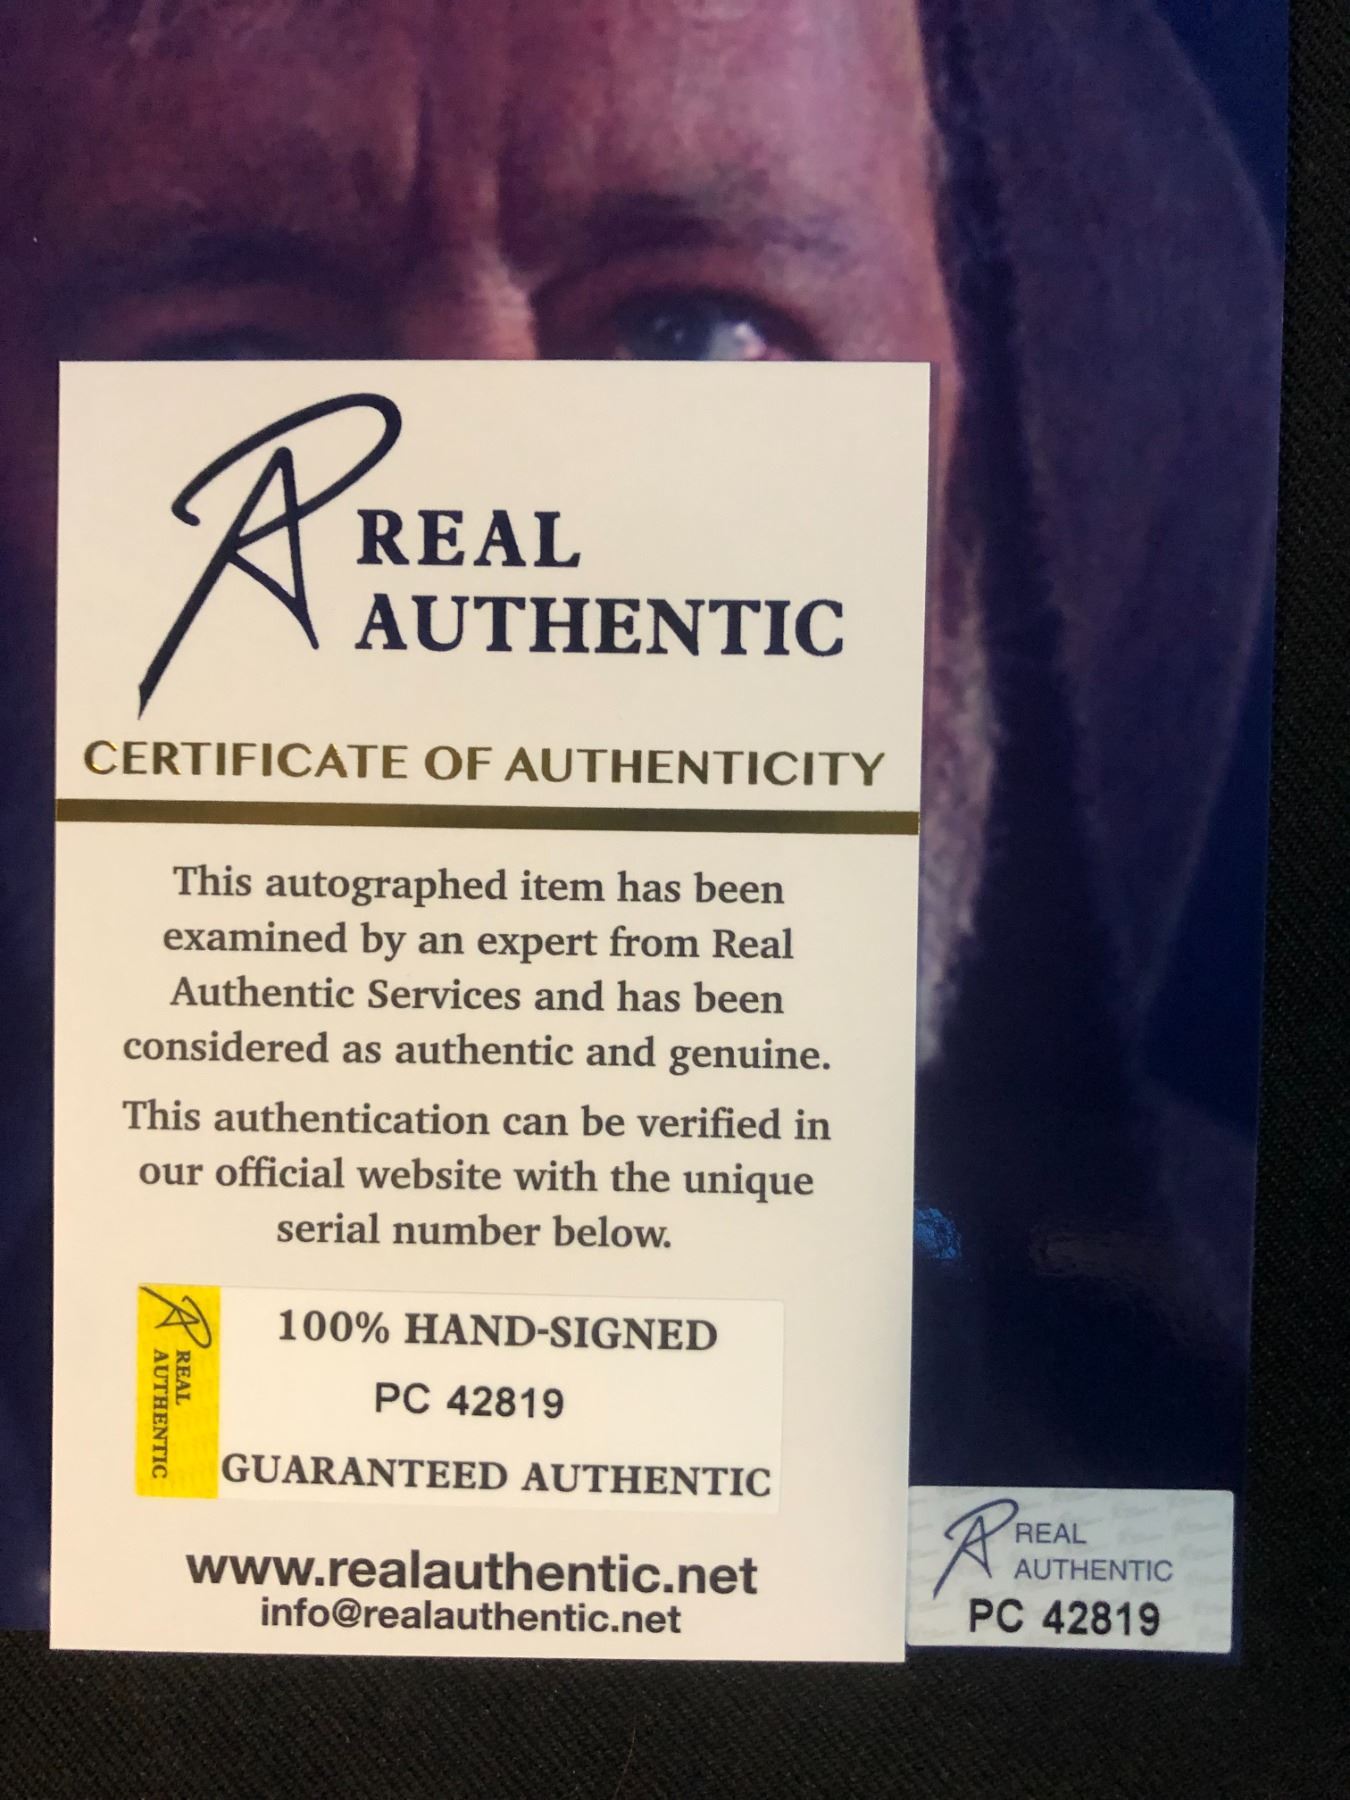 REAL
AUTHENTIC
CERTIFICATE OF AUTHENTICITY
This autographed item has been
examined by an expert from Real
Authentic Services and has been
considered as authentic and genuine.
This authentication can be verified in
our official website with the unique
serial number below.
REAL
AUTHENTIC
100% HAND-SIGNED
PC 42819
GUARANTEED AUTHENTIC
www.realauthentic.net
info@realauthentic.net
REAL
AUTHENTIC
PC 42819